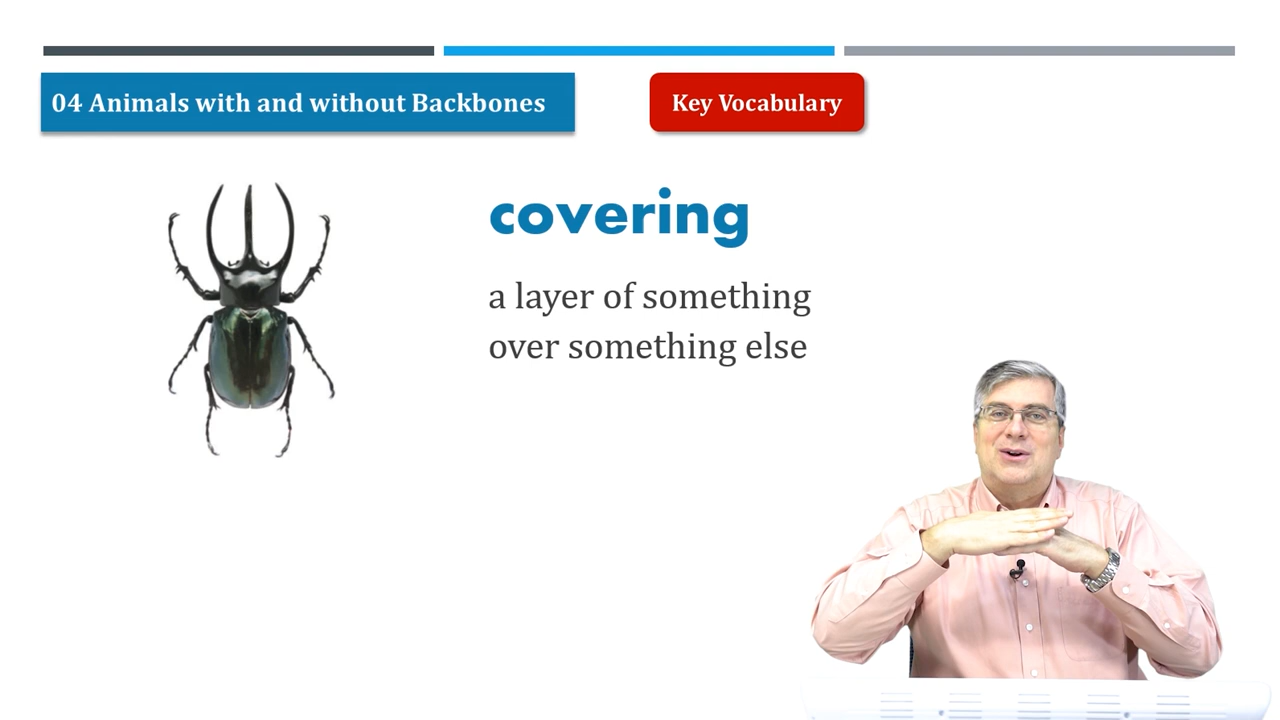 04 Animals with and without Backbones
Key Vocabulary
covering
a layer of something
over something else